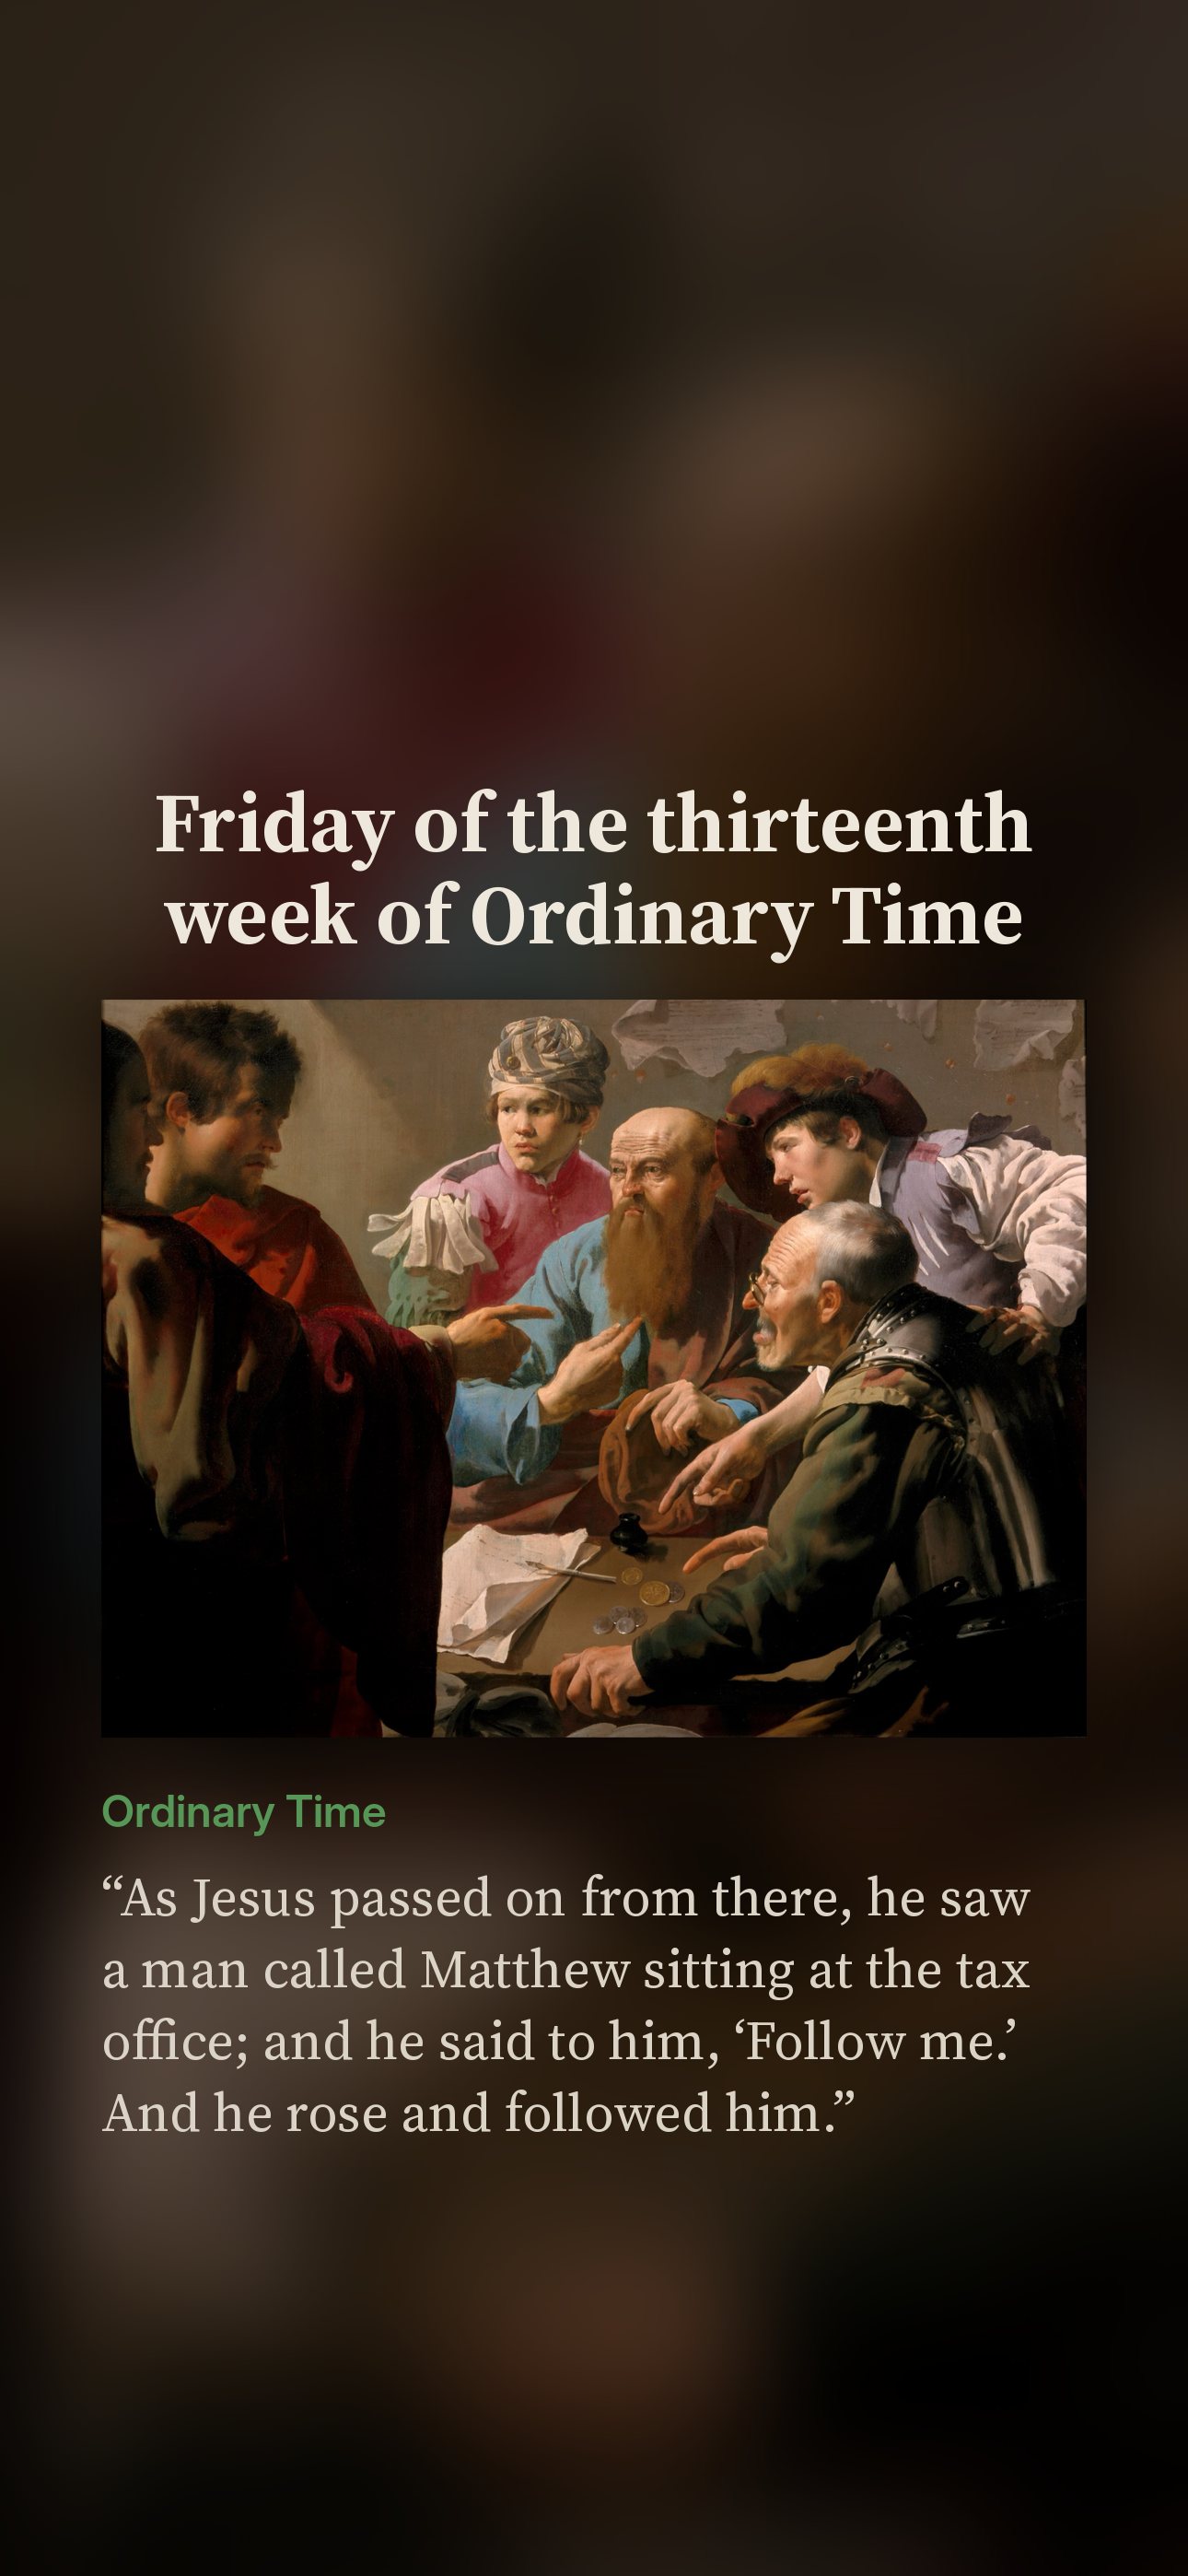 Friday of the thirteenth
week of Ordinary Time
Ordinary Time
“As Jesus passed on from there, he saw
a man called Matthew sitting at the tax
office; and he said to him, ‘Follow me.’
And he rose and followed him.”